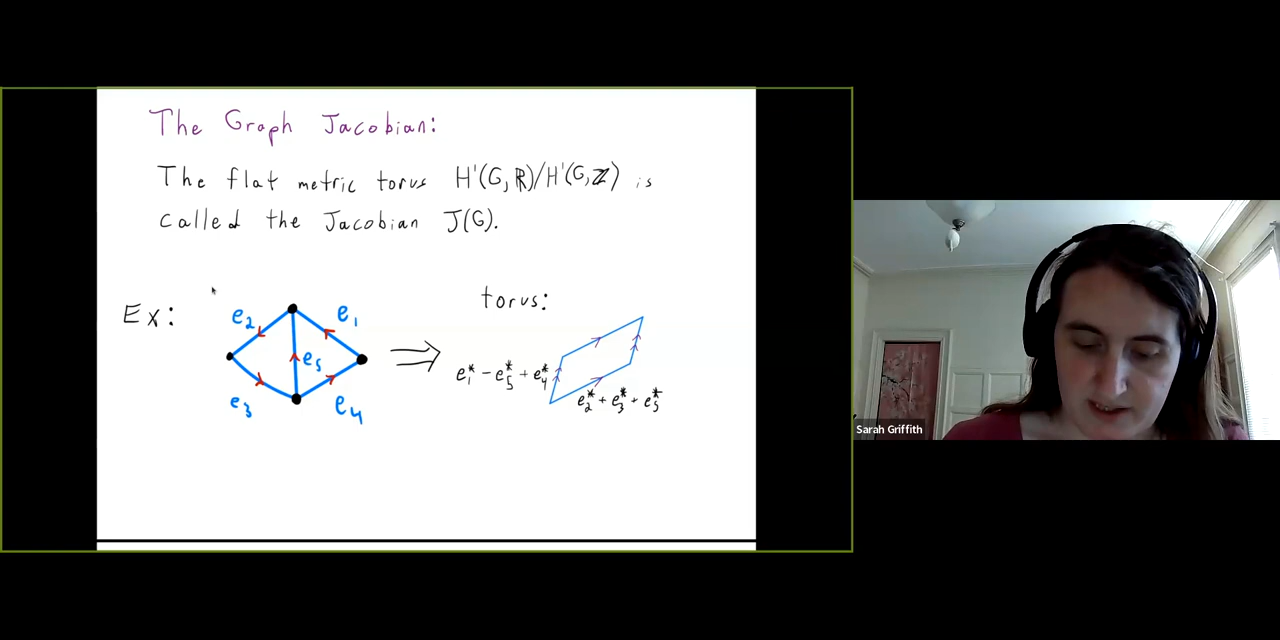 The Graph Jacobian:
The flat metric torus H¹(G, ℝ)/H¹(G, ℤ) is
called the Jacobian J(G).
Ex:
e₂
e₁
e₅
e₃
e₄
torus:
e₁* - e₅* + e₄*
e₂* + e₃* + e₅*
Sarah Griffith